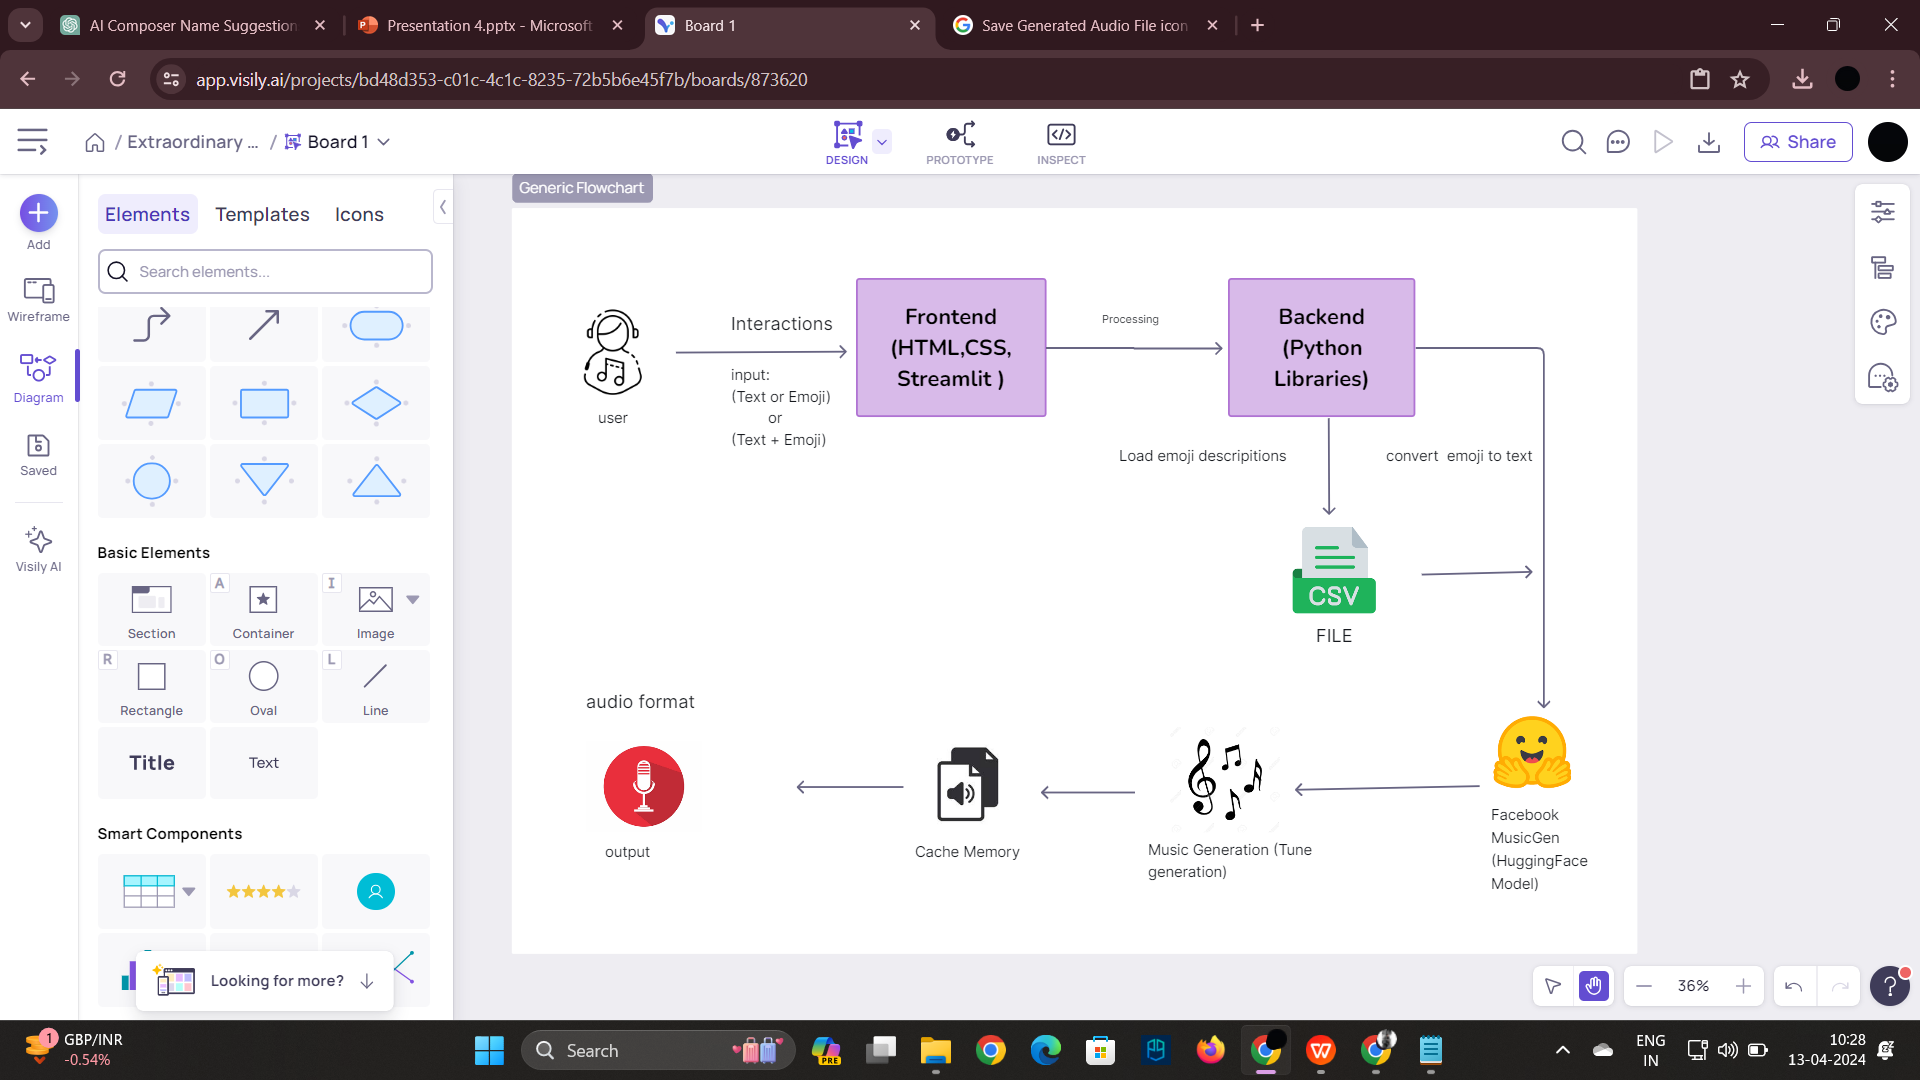 AI Composer Name Suggestion
Presentation 4.pptx - Microsoft
Board 1
Save Generated Audio File icon
app.visily.ai/projects/bd48d353-c01c-4c1c-8235-72b5b6e45f7b/boards/873620
/ Extraordinary ... / Board 1
DESIGN
PROTOTYPE
INSPECT
Share
Add
Wireframe
Diagram
Saved
Visily AI
Elements
Templates
Icons
Search elements...
Basic Elements
Section
A
Container
I
Image
R
Rectangle
O
Oval
L
Line
Title
Text
Smart Components
Looking for more?
Generic Flowchart
user
Interactions
input:
(Text or Emoji)
or
(Text + Emoji)
Frontend
(HTML,CSS,
Streamlit )
Processing
Backend
(Python
Libraries)
Load emoji descripitions
convert emoji to text
CSV
FILE
audio format
output
Cache Memory
Music Generation (Tune
generation)
Facebook
MusicGen
(HuggingFace
Model)
36%
?
1
GBP/INR
-0.54%
Search
PRE
ENG
IN
10:28
13-04-2024